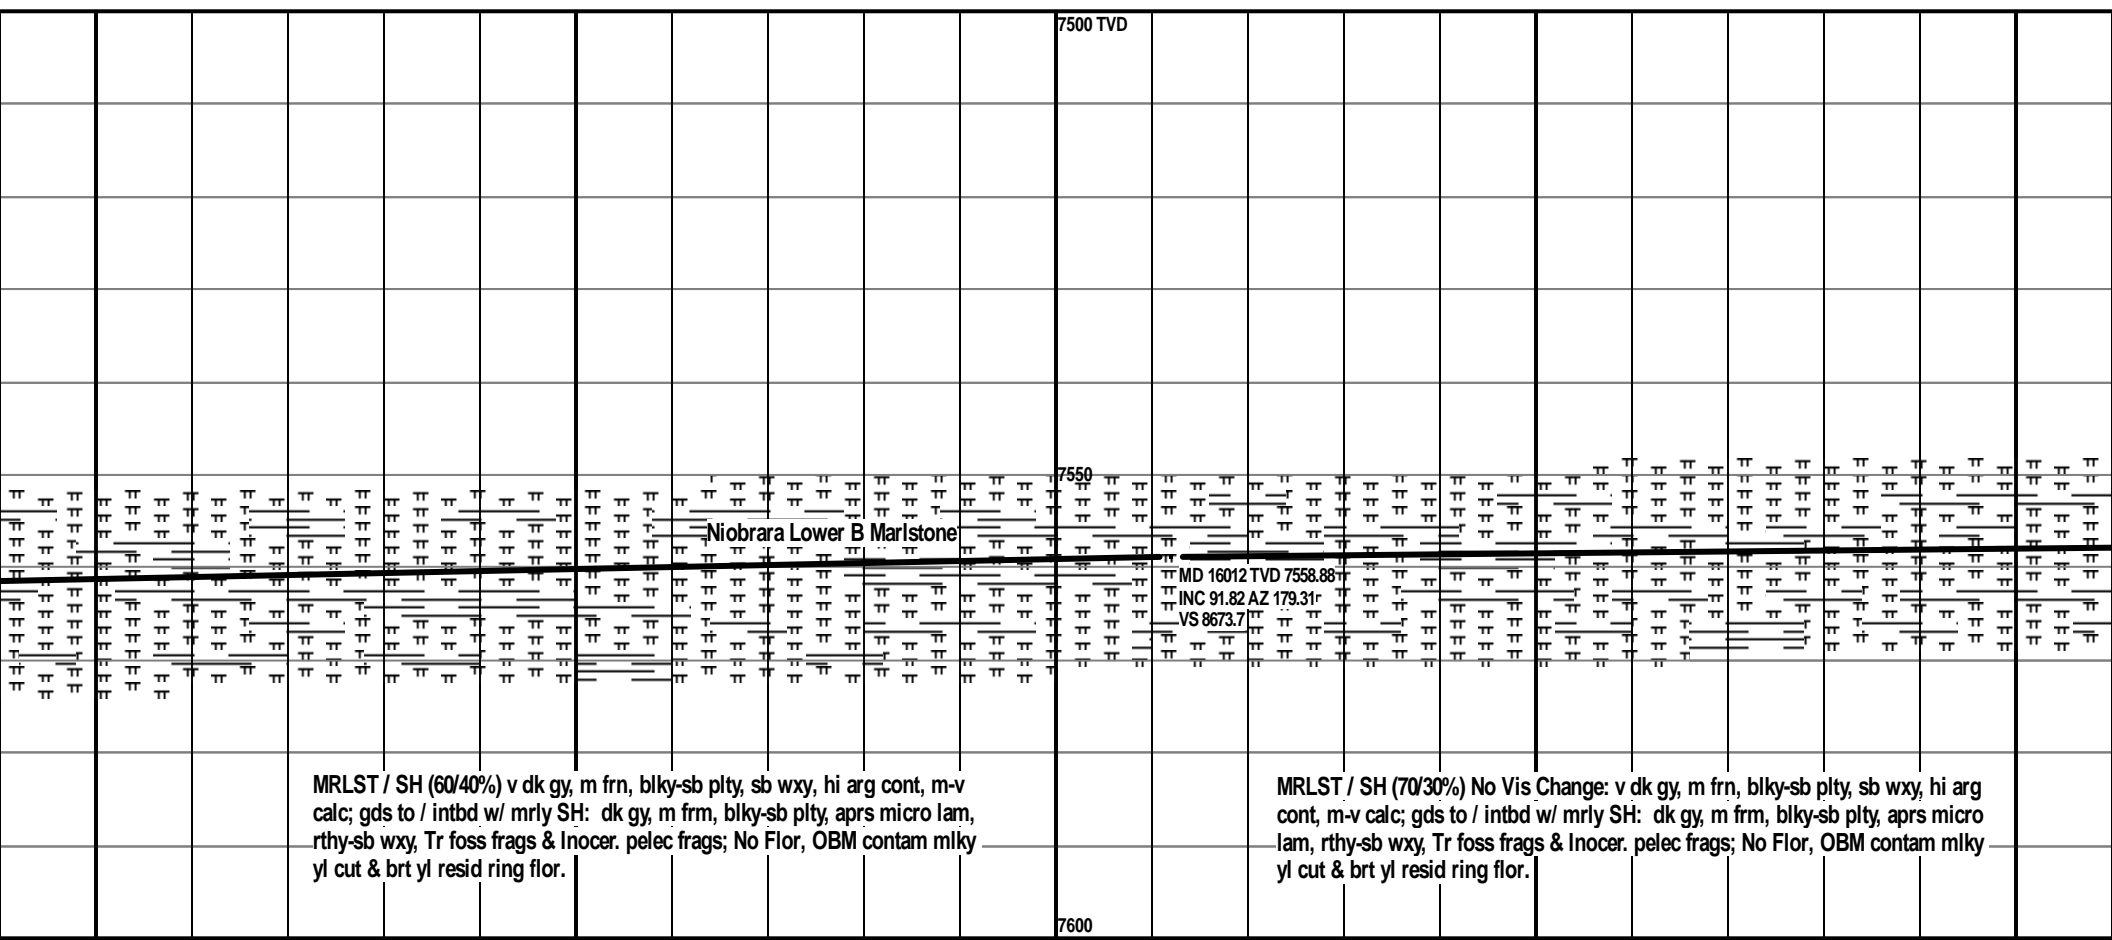 7500 TVD
7550
Niobrara Lower B Marlstone
MD 16012 TVD 7558.88
INC 91.82 AZ 179.31
VS 8673.7
MRLST / SH (60/40%) v dk gy, m frn, blky-sb plty, sb wxy, hi arg cont, m-v
calc; gds to / intbd w/ mrly SH: dk gy, m frm, blky-sb plty, aprs micro lam,
rthy-sb wxy, Tr foss frags & Inocer. pelec frags; No Flor, OBM contam mlky
yl cut & brt yl resid ring flor.
MRLST / SH (70/30%) No Vis Change: v dk gy, m frn, blky-sb plty, sb wxy, hi arg
cont, m-v calc; gds to / intbd w/ mrly SH: dk gy, m frm, blky-sb plty, aprs micro
lam, rthy-sb wxy, Tr foss frags & Inocer. pelec frags; No Flor, OBM contam mlky
yl cut & brt yl resid ring flor.
7600